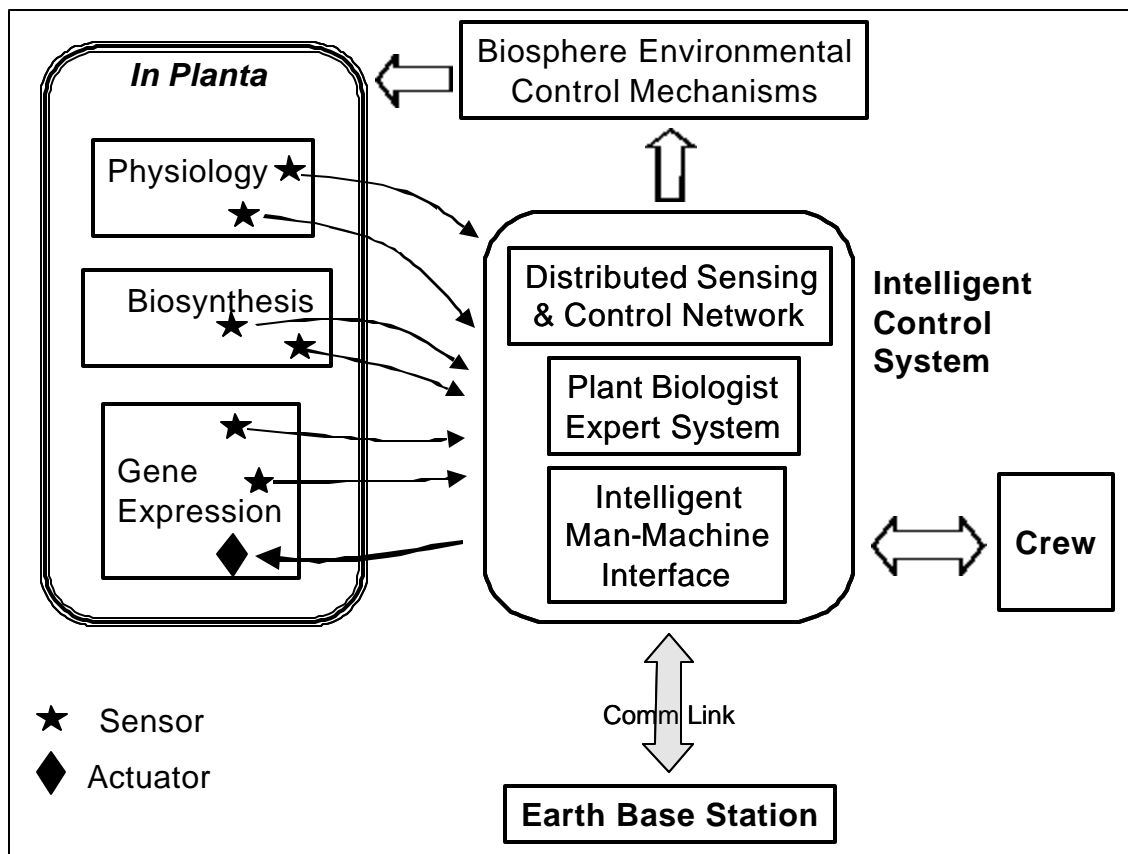 In Planta
Biosphere Environmental
Control Mechanisms
Physiology
Biosynthesis
Gene
Expression
Distributed Sensing
& Control Network
Plant Biologist
Expert System
Intelligent
Man-Machine
Interface
Intelligent
Control
System
Crew
Comm Link
Earth Base Station
Sensor
Actuator